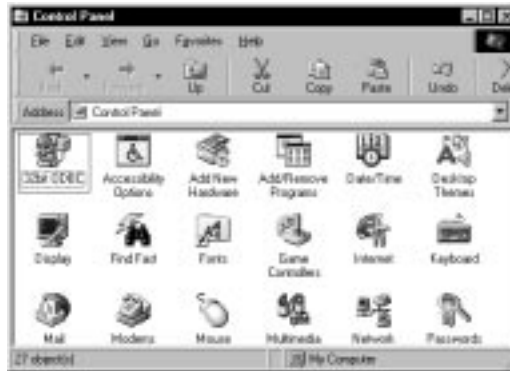 Control Panel
File Edit View Go Favorites Help
Up Cut Copy Paste Undo
Address Control Panel
32bit ODBC Accessibility Options Add New Hardware Add/Remove Programs Date/Time Desktop Themes
Display Find Fast Fonts Game Controllers Internet Keyboard
Mail Modems Mouse Multimedia Network Passwords
27 object(s) My Computer